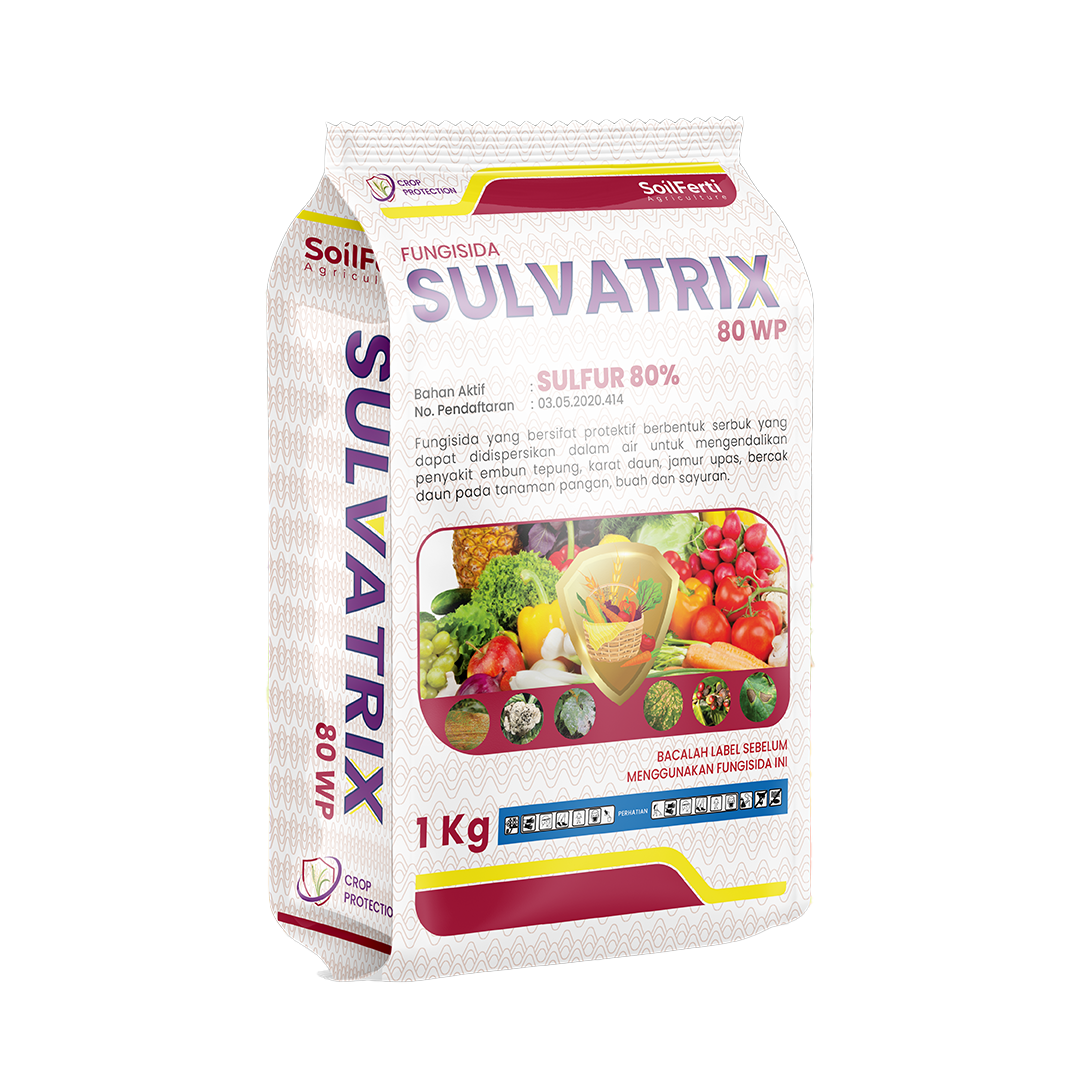 CROP
PROTECTION
SoilFerti
Agriculture
FUNGISIDA
SULVATRIX
80 WP
Bahan Aktif : SULFUR 80%
No. Pendaftaran : 03.05.2020.414
Fungisida yang bersifat protektif berbentuk serbuk yang
dapat didispersikan dalam air untuk mengendalikan
penyakit embun tepung, karat daun, jamur upas, bercak
daun pada tanaman pangan, buah dan sayuran.
BACALAH LABEL SEBELUM
MENGGUNAKAN FUNGISIDA INI
1 Kg
PERHATIAN
SoilFerti
Agricul
SULVATRIX
80 WP
CROP
PROTECTIO